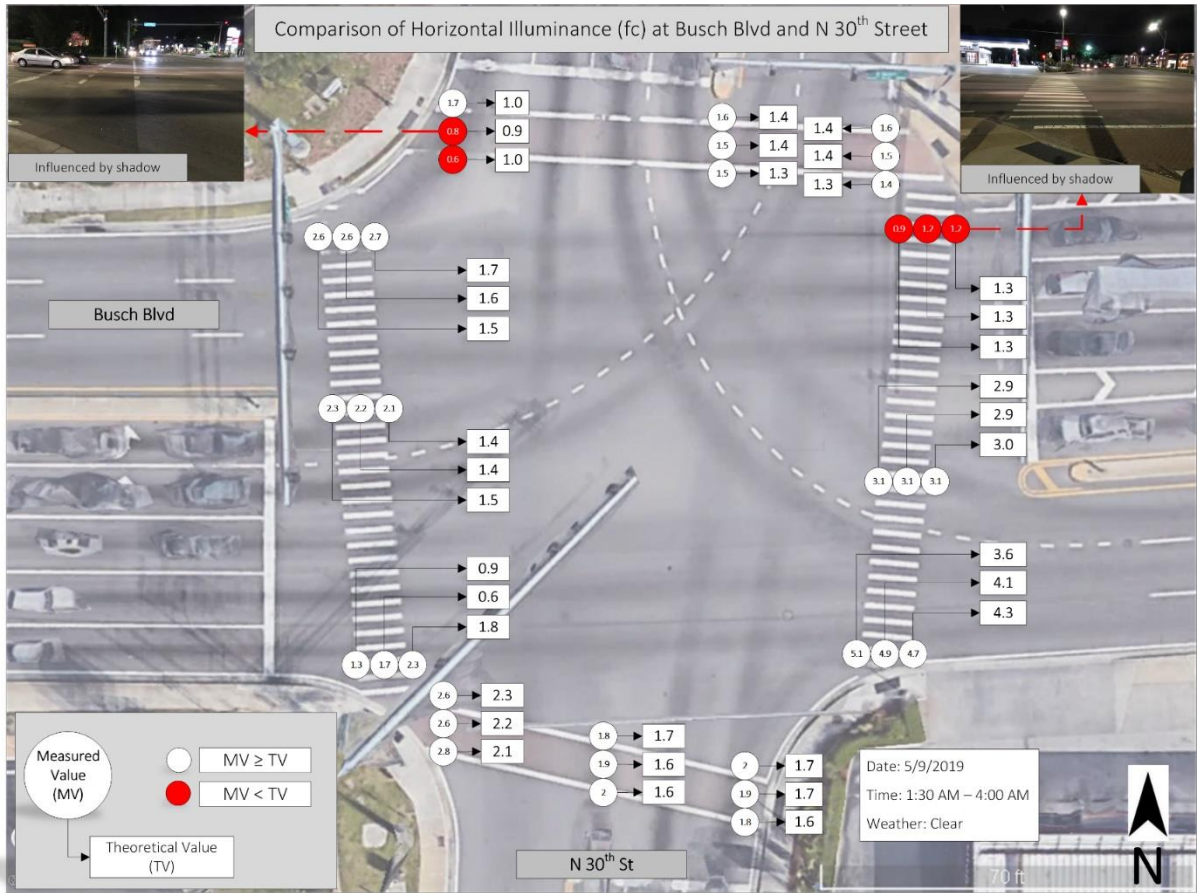 Comparison of Horizontal Illuminance (fc) at Busch Blvd and N 30th Street
Influenced by shadow
Influenced by shadow
1.7 1.0
0.8 0.9
0.6 1.0
1.6 1.4
1.5 1.4
1.5 1.3
1.4 1.6
1.4 1.5
1.3 1.4
0.9 1.2 1.2
1.3
1.3
1.3
2.6 2.6 2.7
1.7
1.6
1.5
Busch Blvd
2.3 2.2 2.1
1.4
1.4
1.5
2.9
2.9
3.0
3.1 3.1 3.1
0.9
0.6
1.8
1.3 1.7 2.3
3.6
4.1
4.3
5.1 4.9 4.7
2.6 2.3
2.6 2.2
2.8 2.1
1.8 1.7
1.9 1.6
2 1.6
2 1.7
1.9 1.7
1.8 1.6
Measured
Value
(MV)
Theoretical Value
(TV)
MV ≥ TV
MV < TV
N 30th St
Date: 5/9/2019
Time: 1:30 AM – 4:00 AM
Weather: Clear
N
70 ft